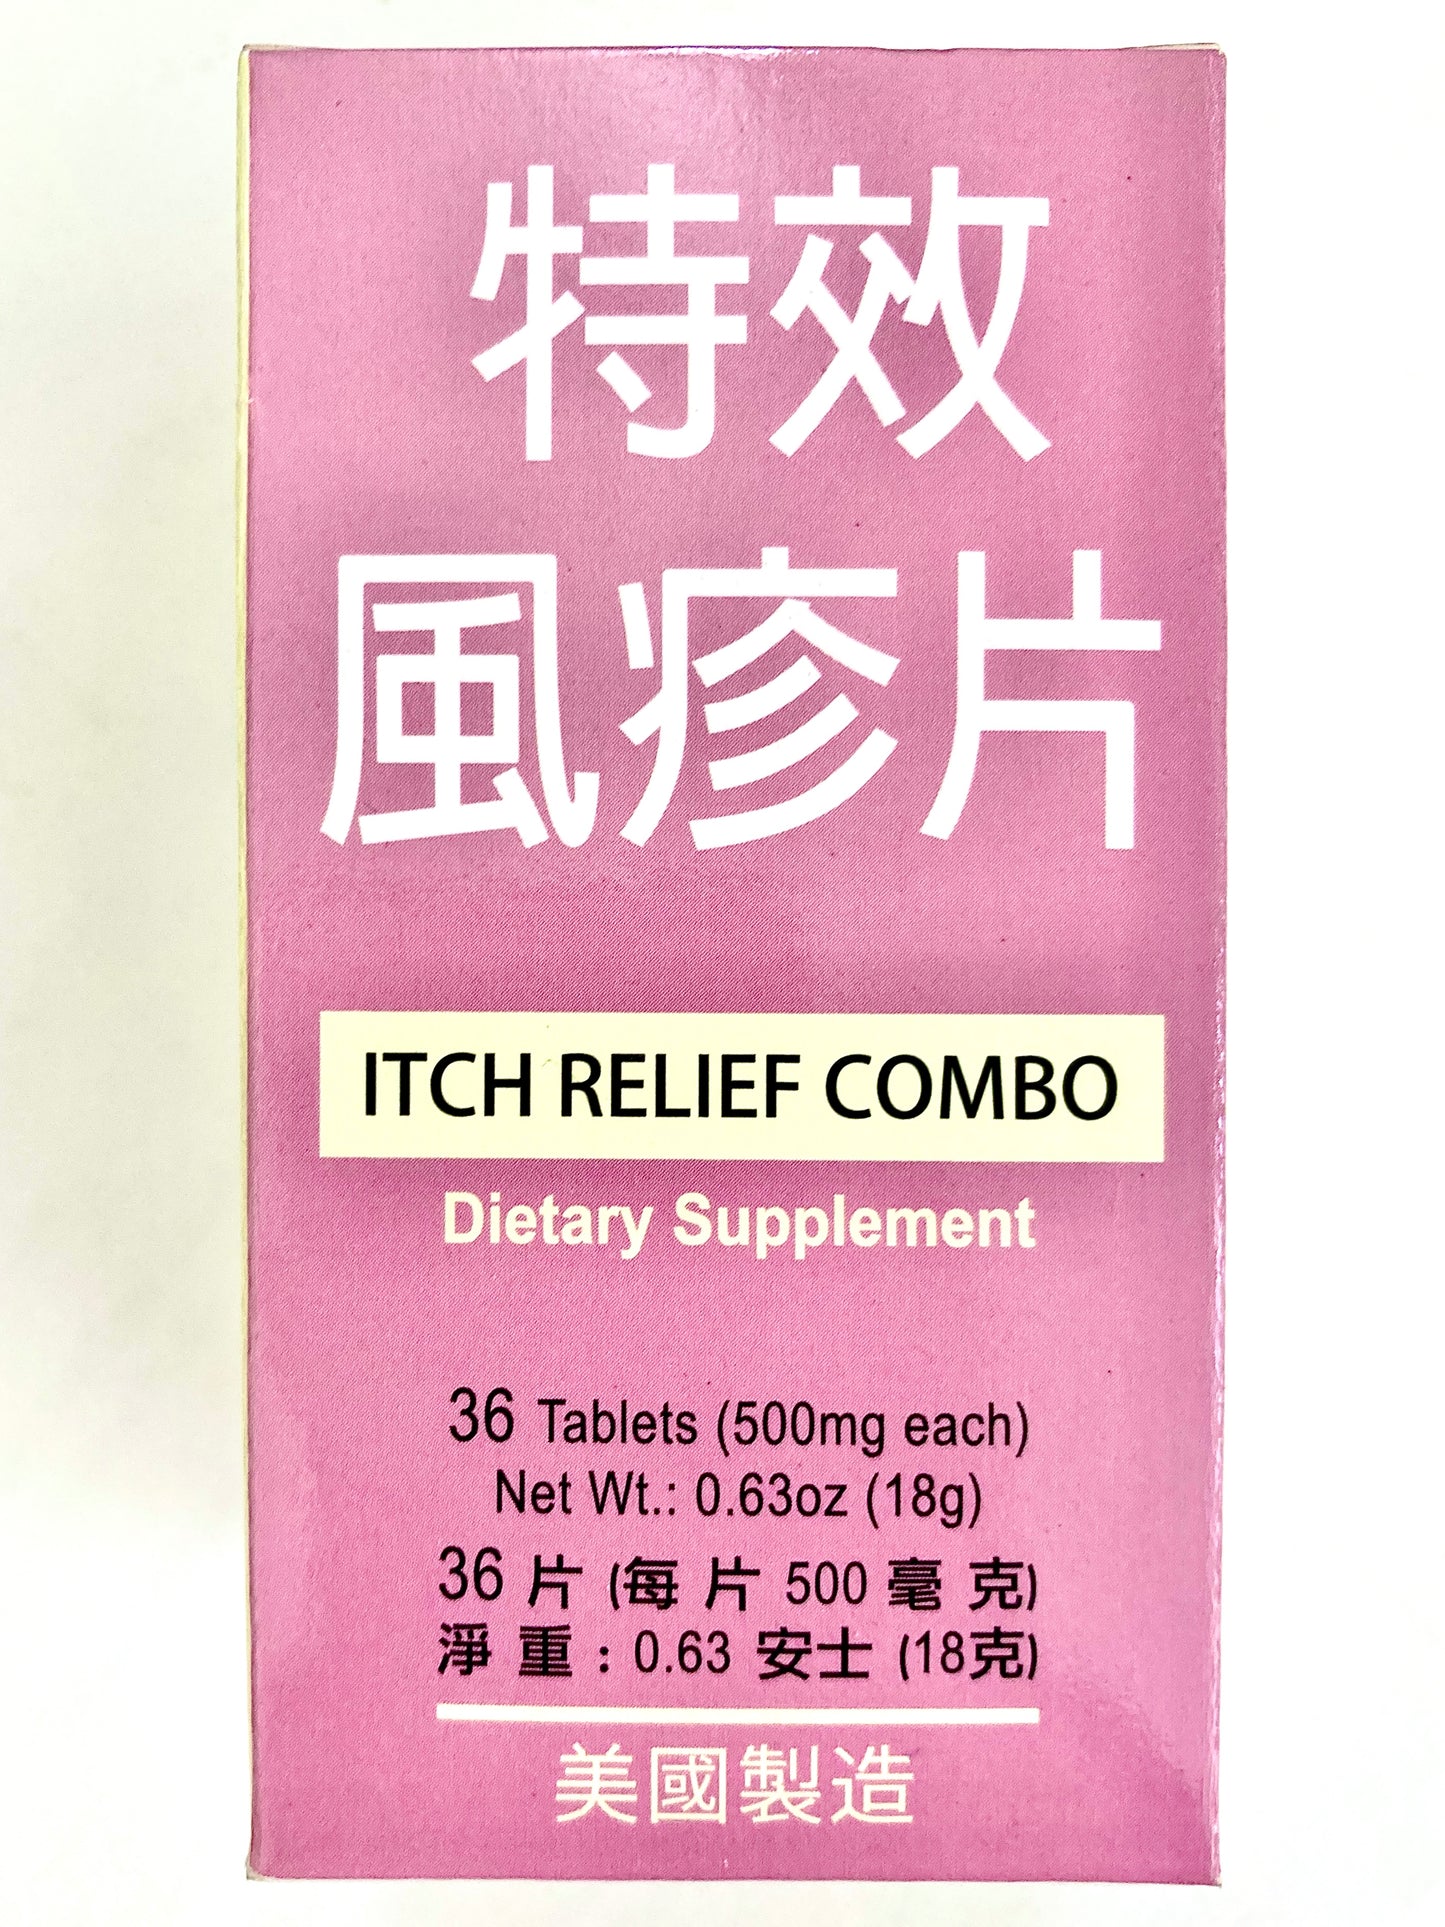 特效
風疹片
ITCH RELIEF COMBO
Dietary Supplement
36 Tablets (500mg each)
Net Wt.: 0.63oz (18g)
36 片 (每 片 500 毫 克)
淨 重 : 0.63 安士 (18克)
美國製造